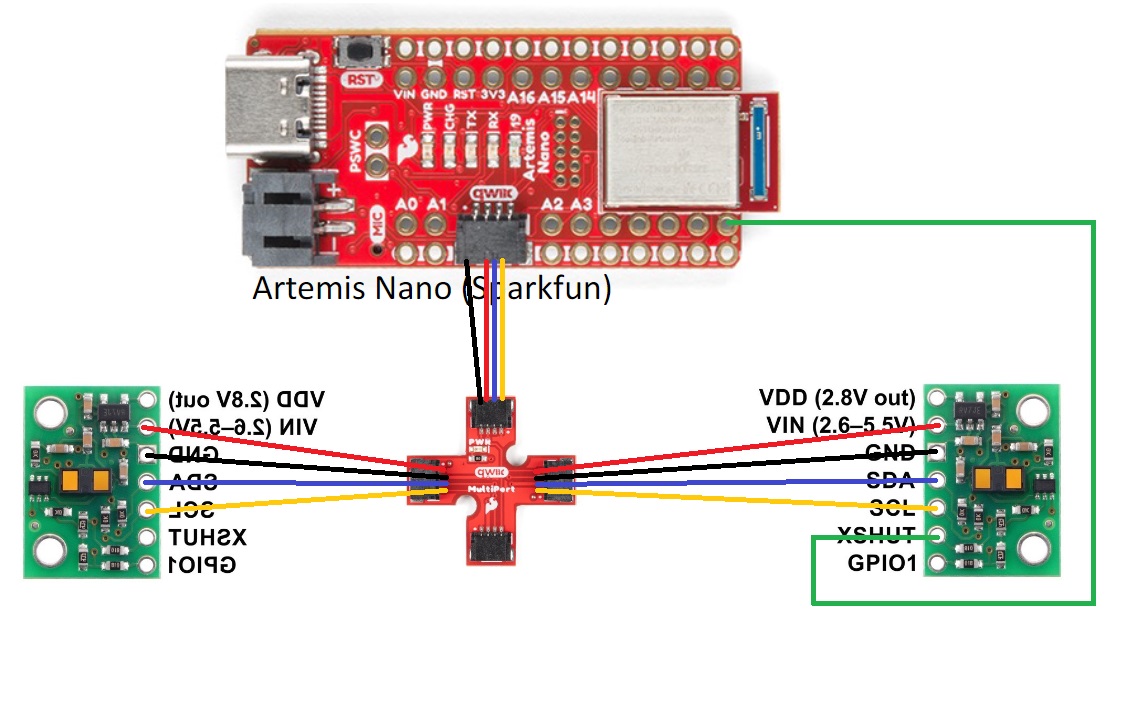 RST
VIN GND RST 3V3 A16 A15 A14
PSWC
PWR
CHG
TX
RX
19
Artemis
Nano
qwiic
A0 A1 A2 A3
MIC
+
Artemis Nano (Sparkfun)
VDD (2.8V out)
VIN (2.6–5.5V)
GND
SDA
SCL
XSHUT
GPIO1
PWR
qwiic
MultiPort
VDD (2.8V out)
VIN (2.6–5.5V)
GND
SDA
SCL
XSHUT
GPIO1